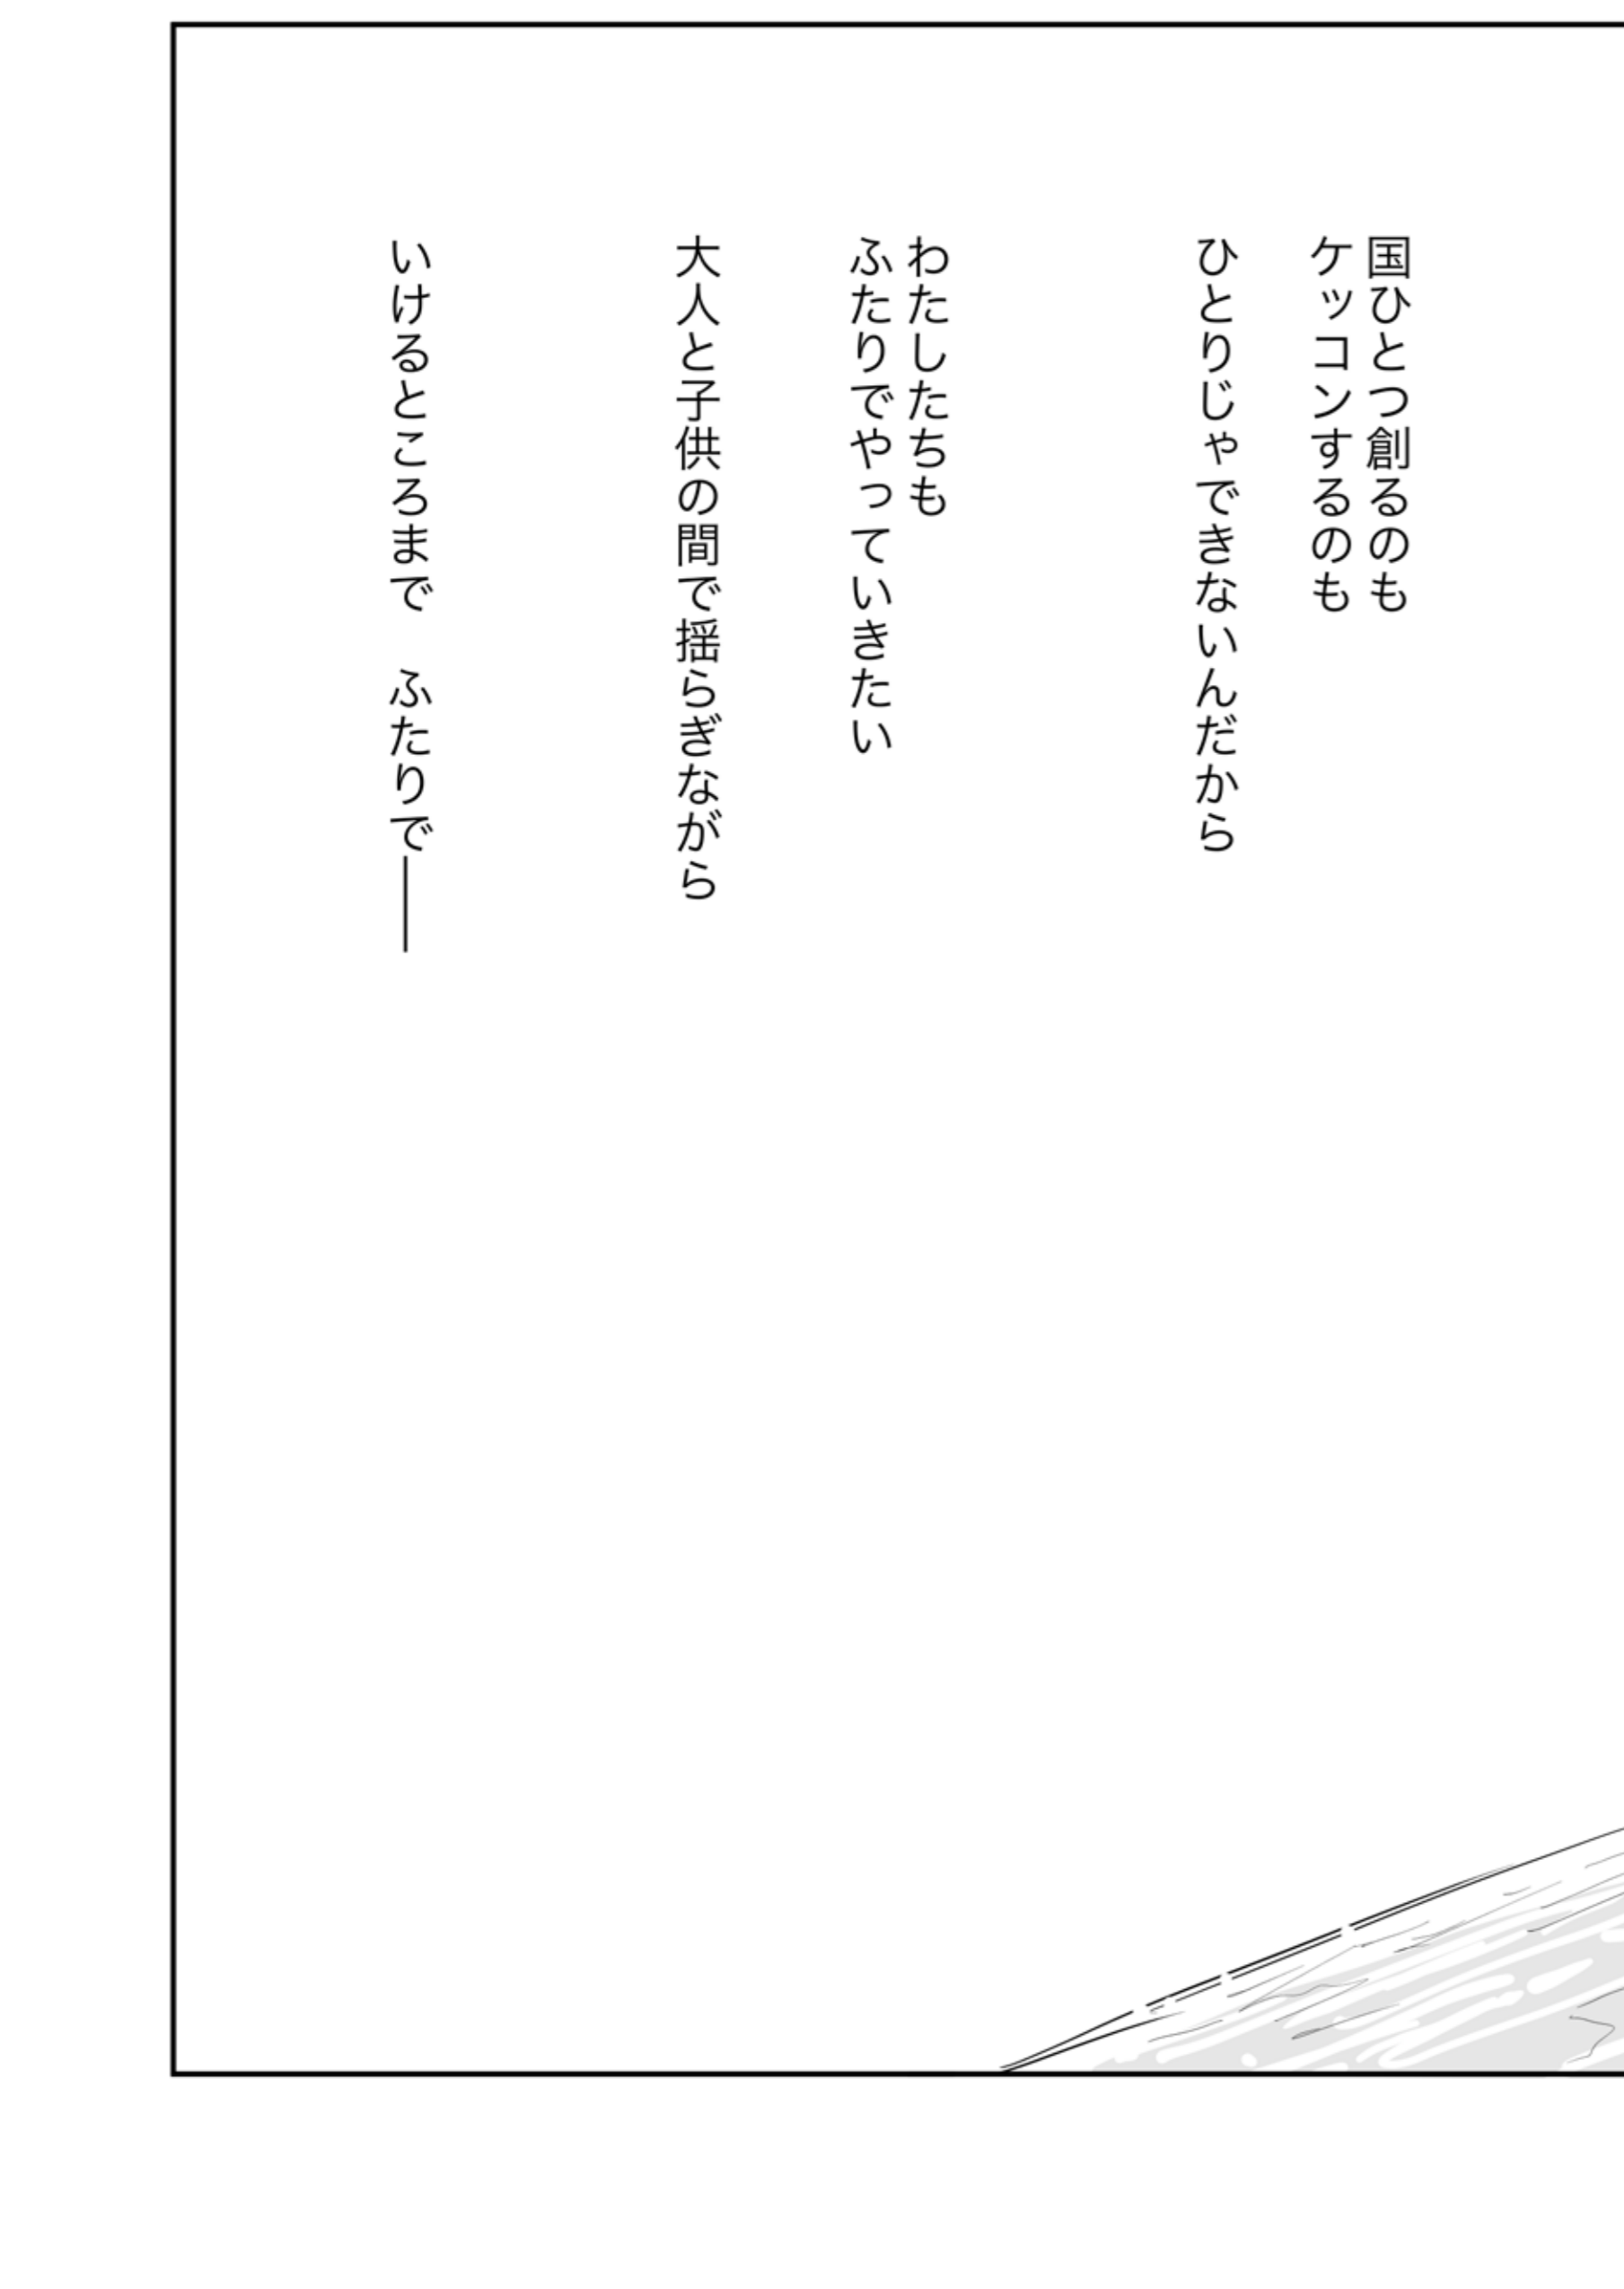 国ひとつ創るのも
ケッコンするのも
ひとりじゃできないんだから
わたしたちも
ふたりでやっていきたい
大人と子供の間で揺らぎながら
いけるところまで　ふたりで――